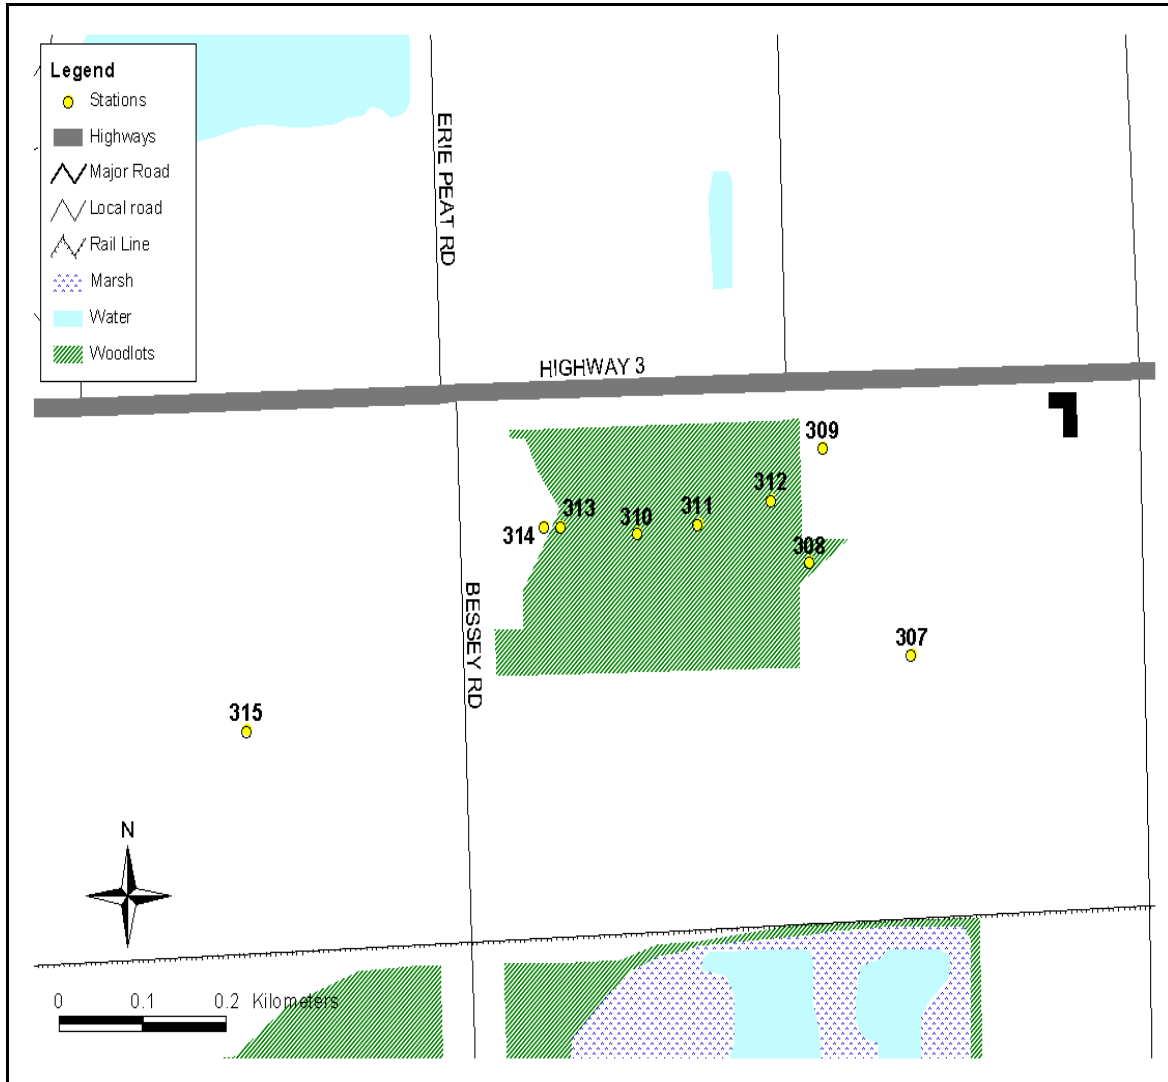 Legend
Stations
Highways
Major Road
Local road
Rail Line
Marsh
Water
Woodlots
ERIE PEAT RD
HIGHWAY 3
309
312
311
313
310
314
308
BESSEY RD
307
315
N
0 0.1 0.2 Kilometers